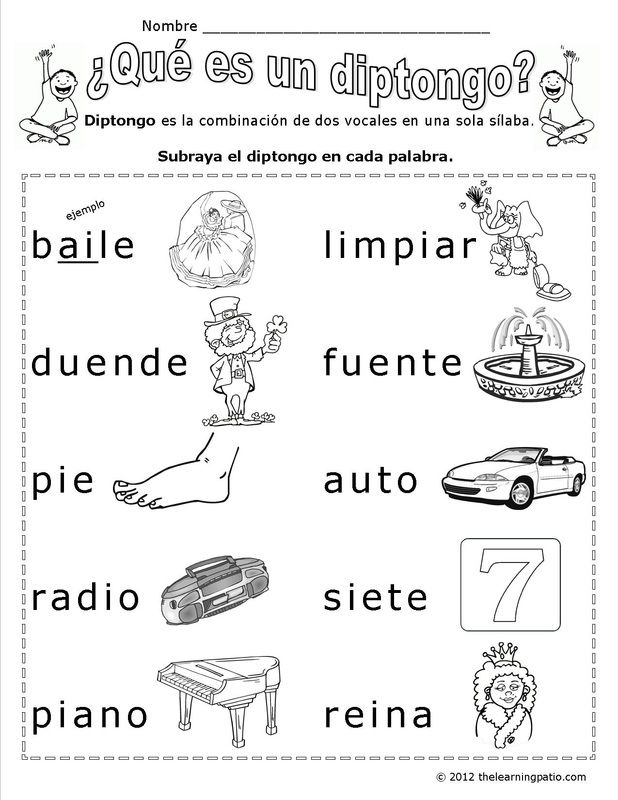 Nombre ________________________________
¿Qué es un diptongo?
Diptongo es la combinación de dos vocales en una sola sílaba.
Subraya el diptongo en cada palabra.
ejemplo
baile
limpiar
duende
fuente
pie
auto
radio
siete
7
piano
reina
© 2012 thelearningpatio.com